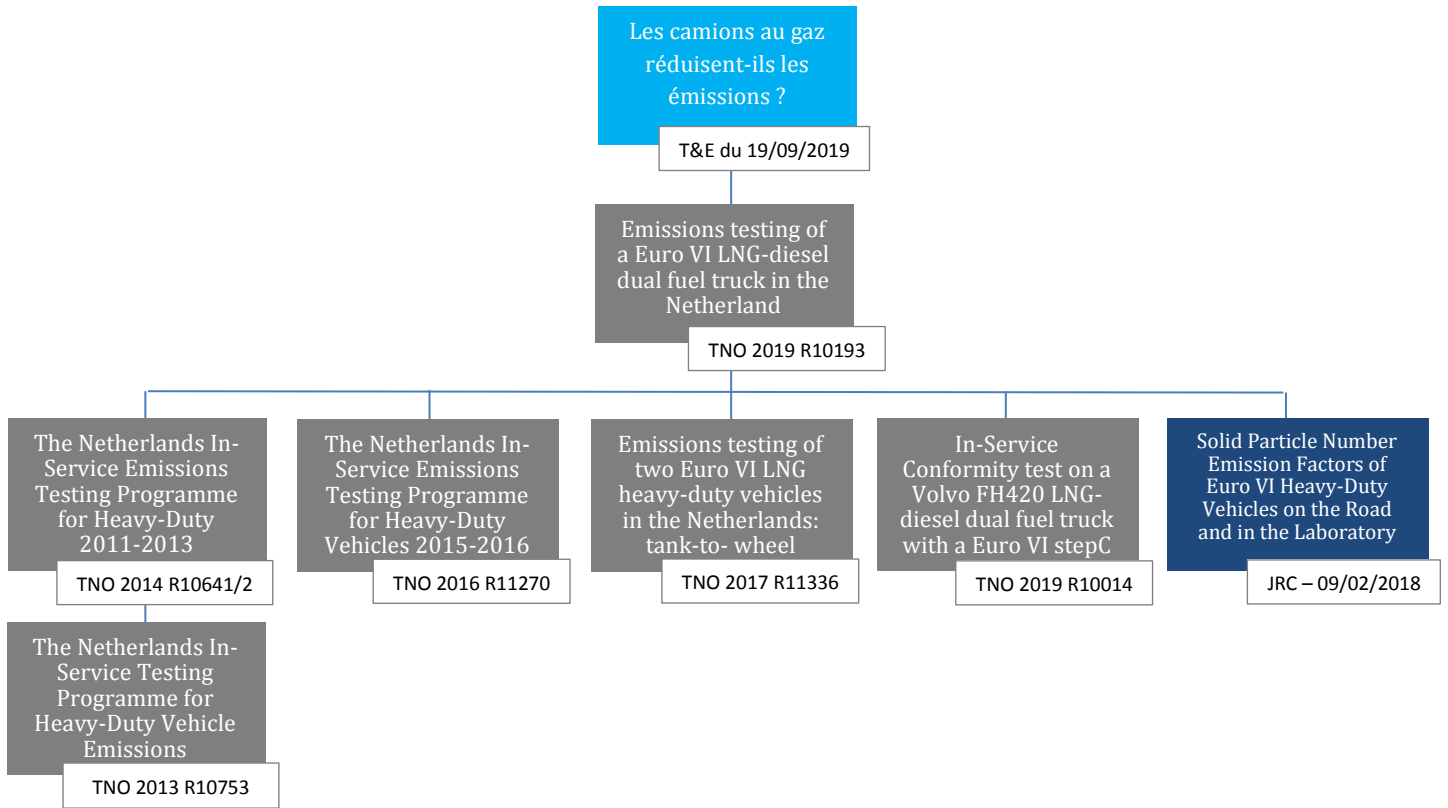 Les camions au gaz
réduisent-ils les
émissions ?
T&E du 19/09/2019
Emissions testing of
a Euro VI LNG-diesel
dual fuel truck in the
Netherland
TNO 2019 R10193
The Netherlands In-
Service Emissions
Testing Programme
for Heavy-Duty
2011-2013
TNO 2014 R10641/2
The Netherlands In-
Service Emissions
Testing Programme
for Heavy-Duty
Vehicles 2015-2016
TNO 2016 R11270
Emissions testing of
two Euro VI LNG
heavy-duty vehicles
in the Netherlands:
tank-to- wheel
TNO 2017 R11336
In-Service
Conformity test on a
Volvo FH420 LNG-
diesel dual fuel truck
with a Euro VI stepC
TNO 2019 R10014
Solid Particle Number
Emission Factors of
Euro VI Heavy-Duty
Vehicles on the Road
and in the Laboratory
JRC – 09/02/2018
The Netherlands In-
Service Testing
Programme for
Heavy-Duty Vehicle
Emissions
TNO 2013 R10753